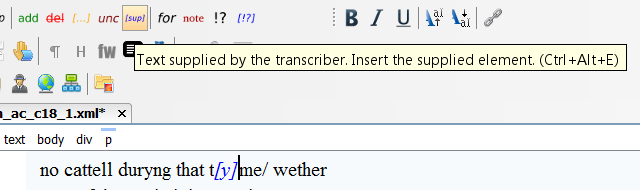 add del [...] unc [sup] for note !? [!?] B I U A A
¶ H fw
Text supplied by the transcriber. Insert the supplied element. (Ctrl+Alt+E)
_ac_c18_1.xml*
text body div p
no cattell duryng that t[y]me/ wether